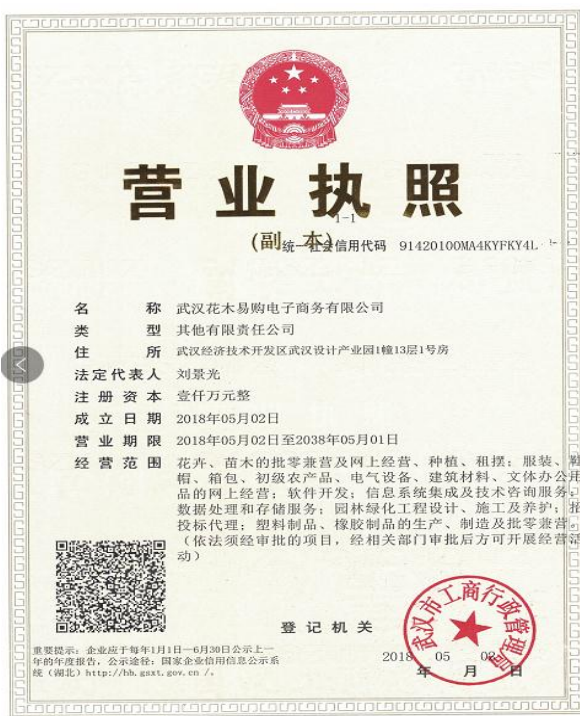 营业执照
1-1
(副 本)
统一社会信用代码 91420100MA4KYFKY4L
名 称 武汉花木易购电子商务有限公司
类 型 其他有限责任公司
住 所 武汉经济技术开发区武汉设计产业园1幢13层1号房
法定代表人 刘景光
注册资本 壹仟万元整
成立日期 2018年05月02日
营业期限 2018年05月02日至2038年05月01日
经营范围 花卉、苗木的批零兼营及网上经营、种植、租摆；服装、鞋
帽、箱包、初级农产品、电气设备、建筑材料、文体办公用
品的网上经营；软件开发；信息系统集成及技术咨询服务、
数据处理和存储服务；园林绿化工程设计、施工及养护；招
投标代理；塑料制品、橡胶制品的生产、制造及批零兼营。
（依法须经审批的项目，经相关部门审批后方可开展经营活
动）
登记机关
武汉市工商行政管理局
2018 05 02
年 月 日
重要提示：企业应于每年1月1日一6月30日公示上一
年的年度报告，公示途径：国家企业信用信息公示系
统（湖北）http://hb.gsxt.gov.cn /。